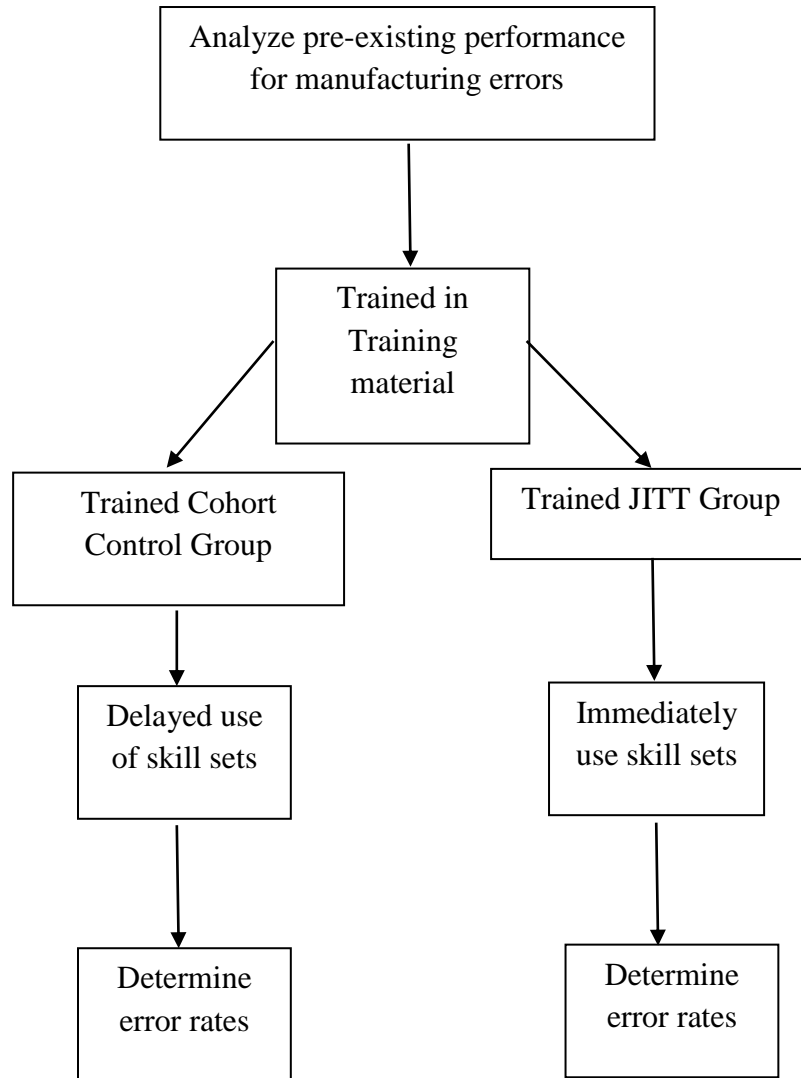 Analyze pre-existing performance
for manufacturing errors
Trained in
Training
material
Trained Cohort
Control Group
Trained JITT Group
Delayed use
of skill sets
Immediately
use skill sets
Determine
error rates
Determine
error rates